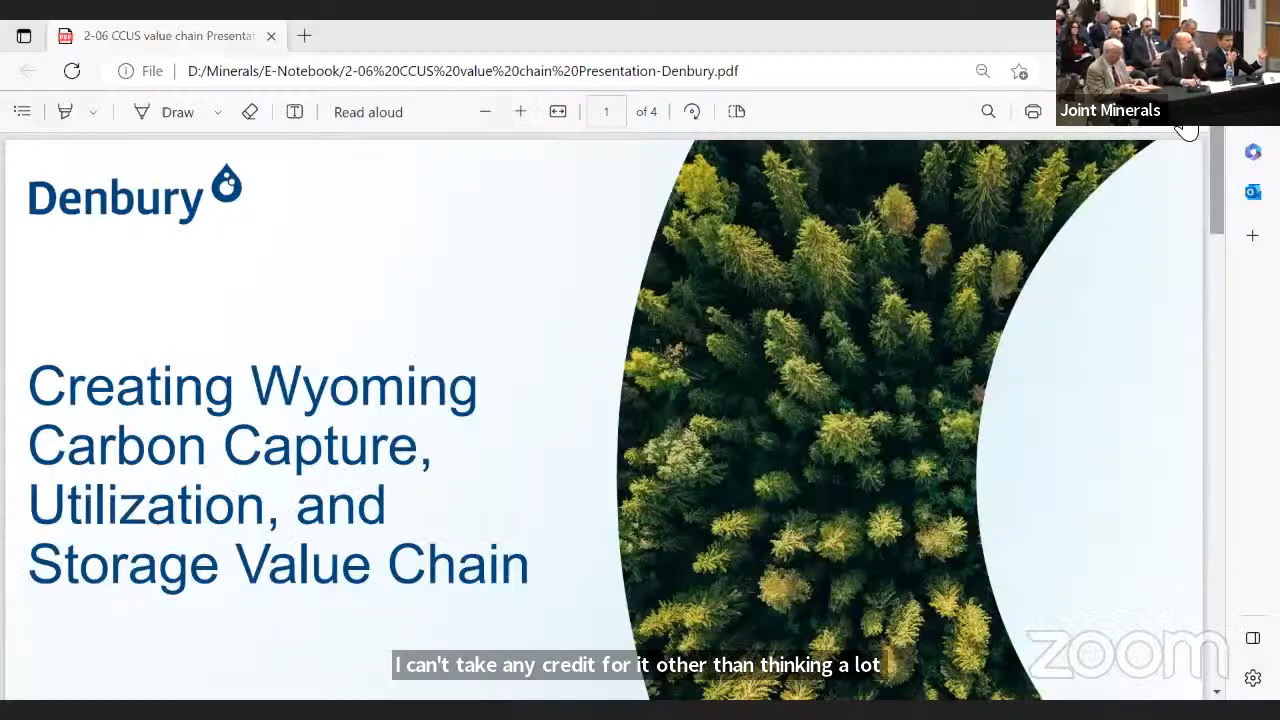 2-06 CCUS value chain Presentat
File
D:/Minerals/E-Notebook/2-06%20CCUS%20value%20chain%20Presentation-Denbury.pdf
Draw
Read aloud
1
of 4
Joint Minerals
Denbury
Creating Wyoming
Carbon Capture,
Utilization, and
Storage Value Chain
I can't take any credit for it other than thinking a lot
zoom